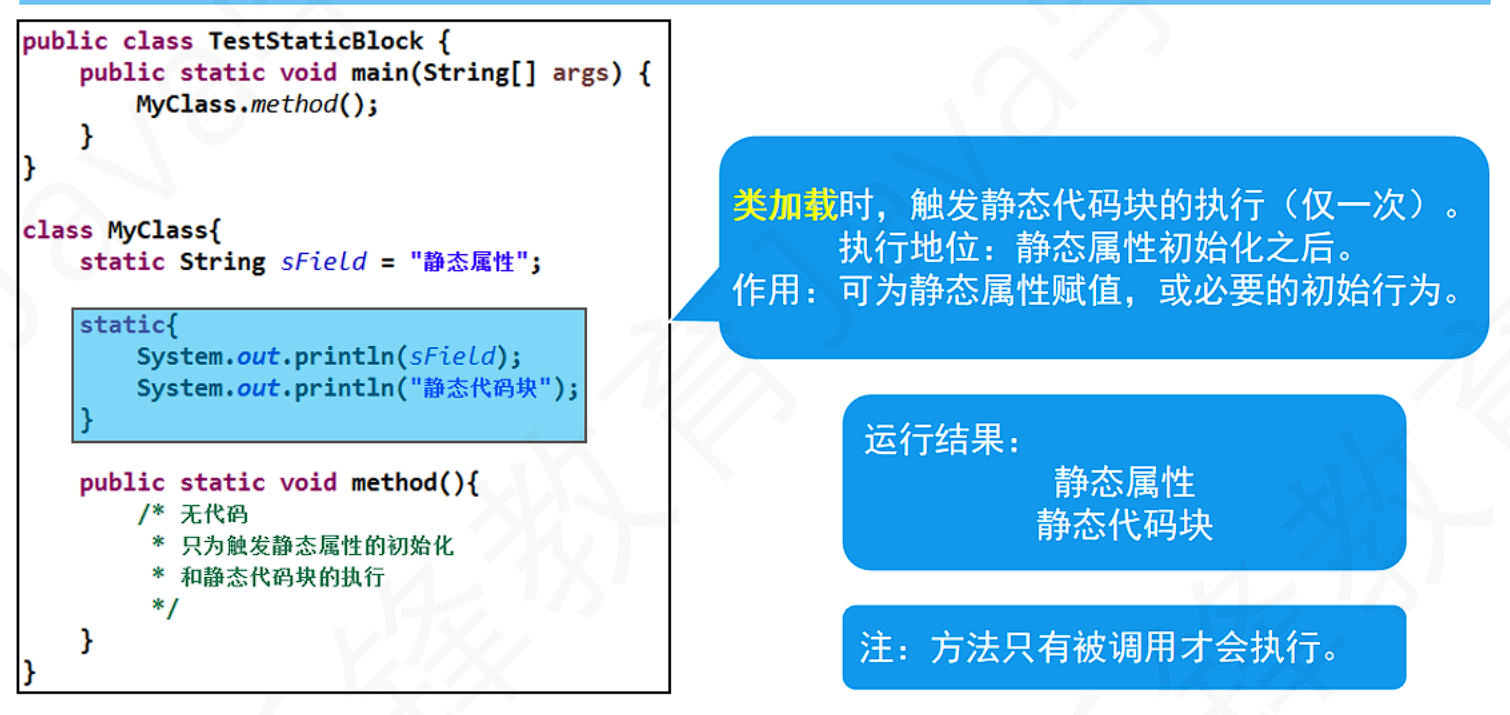 public class TestStaticBlock {
    public static void main(String[] args) {
        MyClass.method();
    }
}
class MyClass{
    static String sField = "静态属性";
    static{
        System.out.println(sField);
        System.out.println("静态代码块");
    }
    public static void method(){
        /* 无代码
         * 只为触发静态属性的初始化
         * 和静态代码块的执行
         */
    }
}
类加载时，触发静态代码块的执行（仅一次）。
执行地位：静态属性初始化之后。
作用：可为静态属性赋值，或必要的初始行为。
运行结果：
静态属性
静态代码块
注：方法只有被调用才会执行。